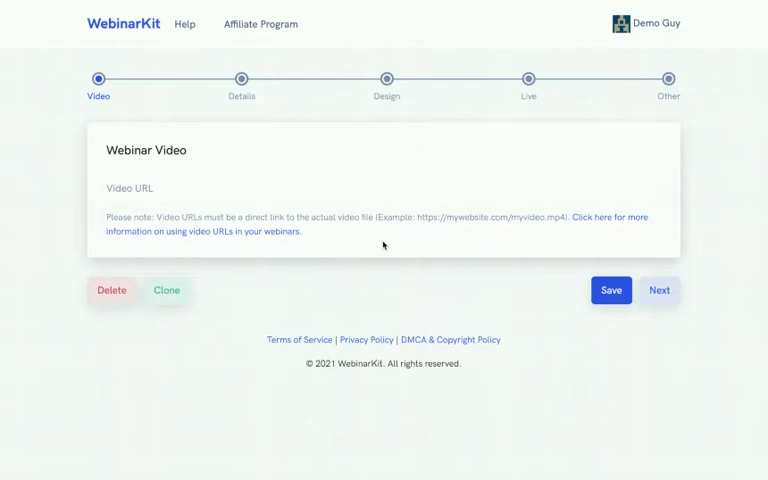 WebinarKit Help Affiliate Program Demo Guy
Video Details Design Live Other
Webinar Video
Video URL
Please note: Video URLs must be a direct link to the actual video file (Example: https://mywebsite.com/myvideo.mp4). Click here for more
information on using video URLs in your webinars.
Delete Clone Save Next
Terms of Service | Privacy Policy | DMCA & Copyright Policy
© 2021 WebinarKit. All rights reserved.